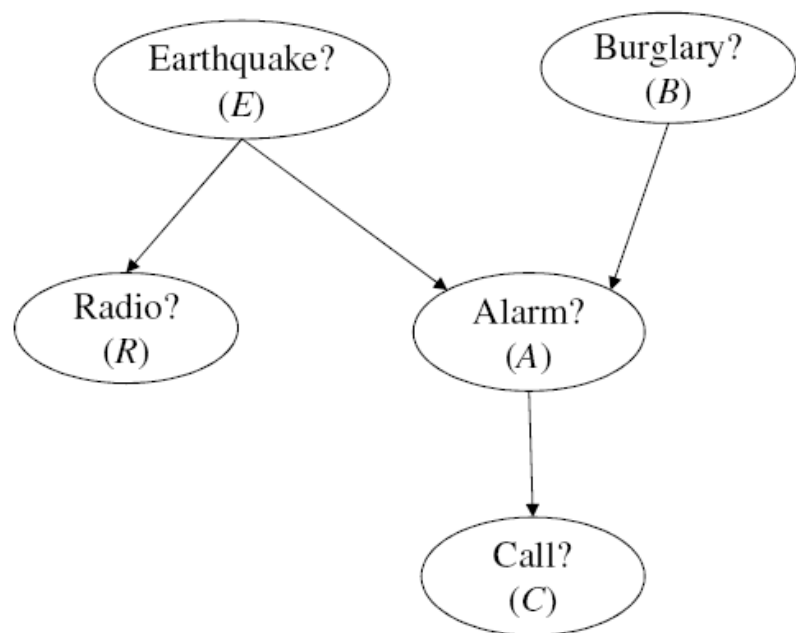 Earthquake?
(E)
Burglary?
(B)
Radio?
(R)
Alarm?
(A)
Call?
(C)